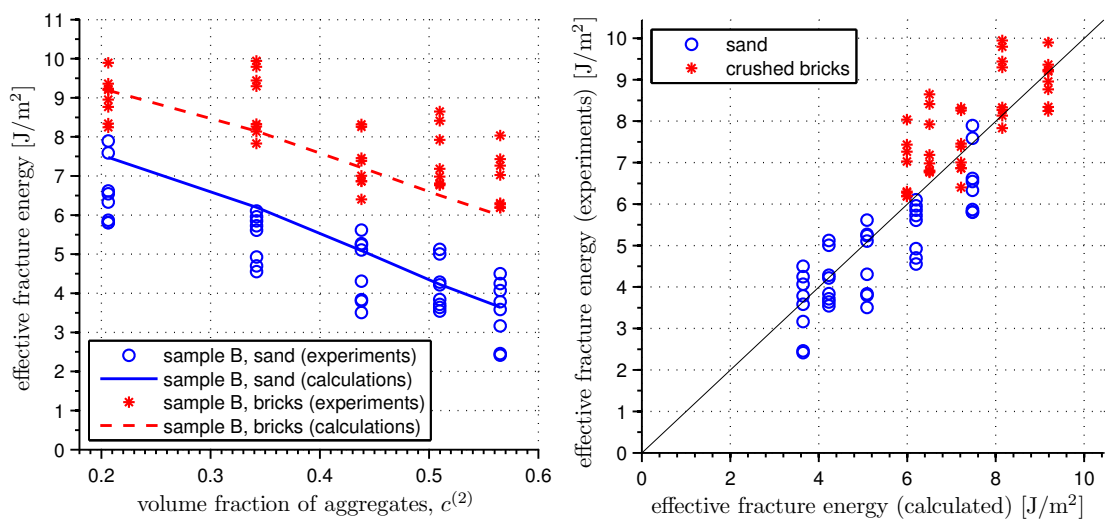 effective fracture energy [J/m²]
11
10
9
8
7
6
5
4
3
2
1
0
sample B, sand (experiments)
sample B, sand (calculations)
sample B, bricks (experiments)
sample B, bricks (calculations)
0.2 0.3 0.4 0.5 0.6
volume fraction of aggregates, c⁽²⁾
effective fracture energy (experiments) [J/m²]
10
9
8
7
6
5
4
3
2
1
0
sand
crushed bricks
0 2 4 6 8 10
effective fracture energy (calculated) [J/m²]